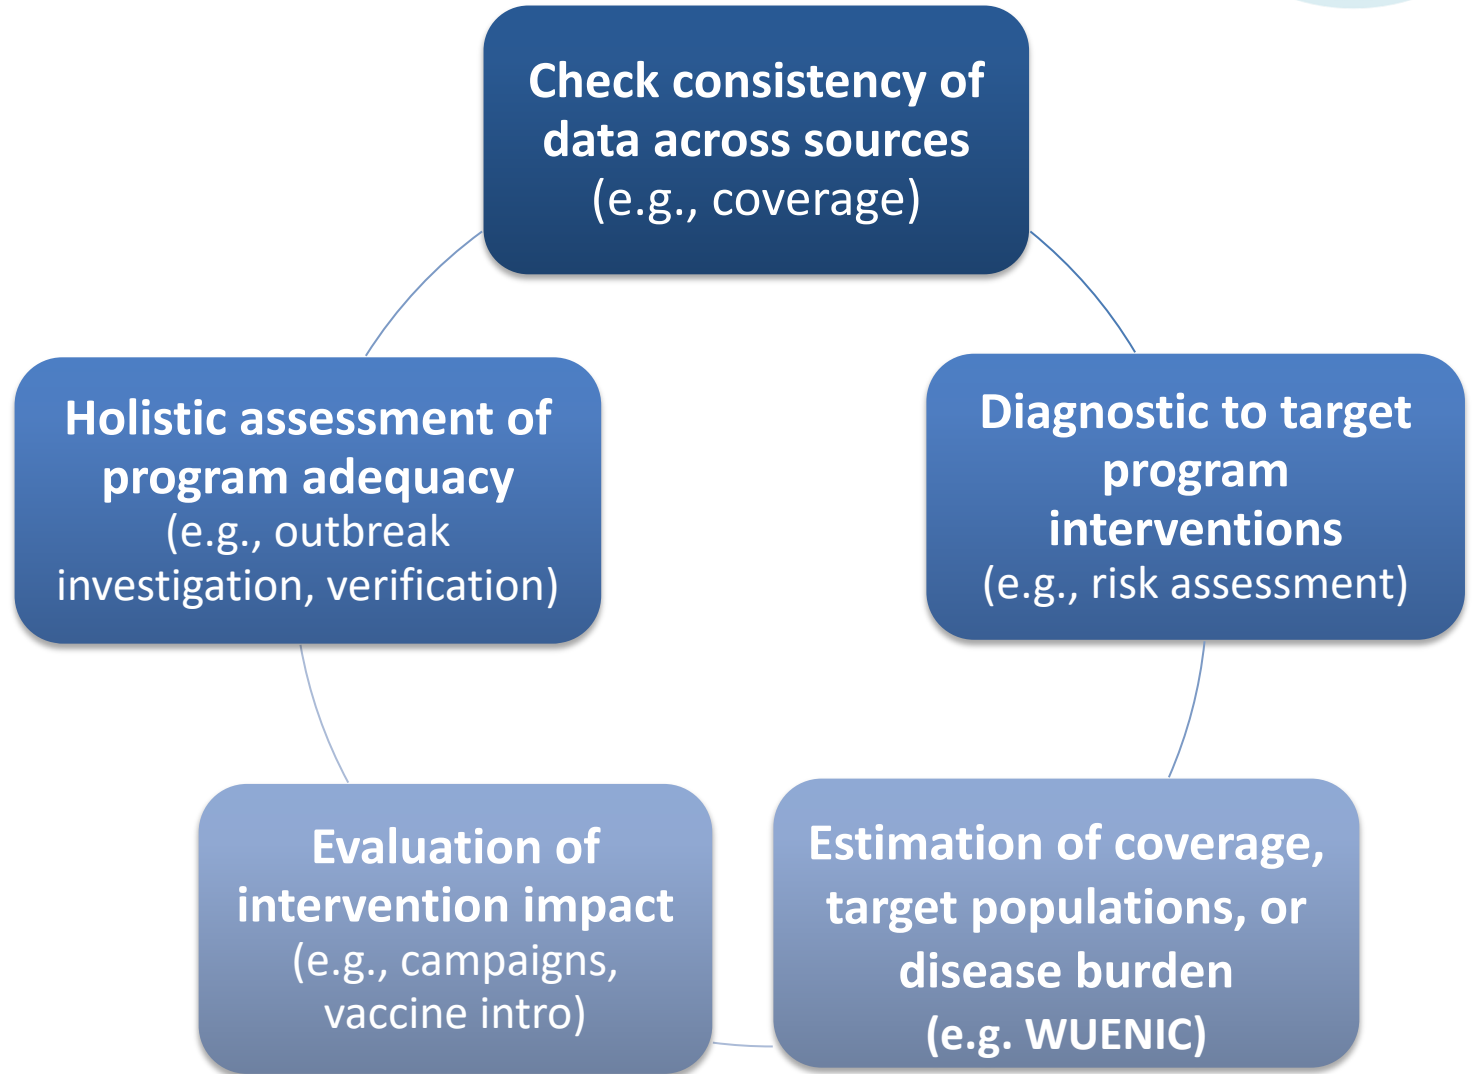 Check consistency of
data across sources
(e.g., coverage)
Diagnostic to target
program
interventions
(e.g., risk assessment)
Estimation of coverage,
target populations, or
disease burden
(e.g. WUENIC)
Evaluation of
intervention impact
(e.g., campaigns,
vaccine intro)
Holistic assessment of
program adequacy
(e.g., outbreak
investigation, verification)